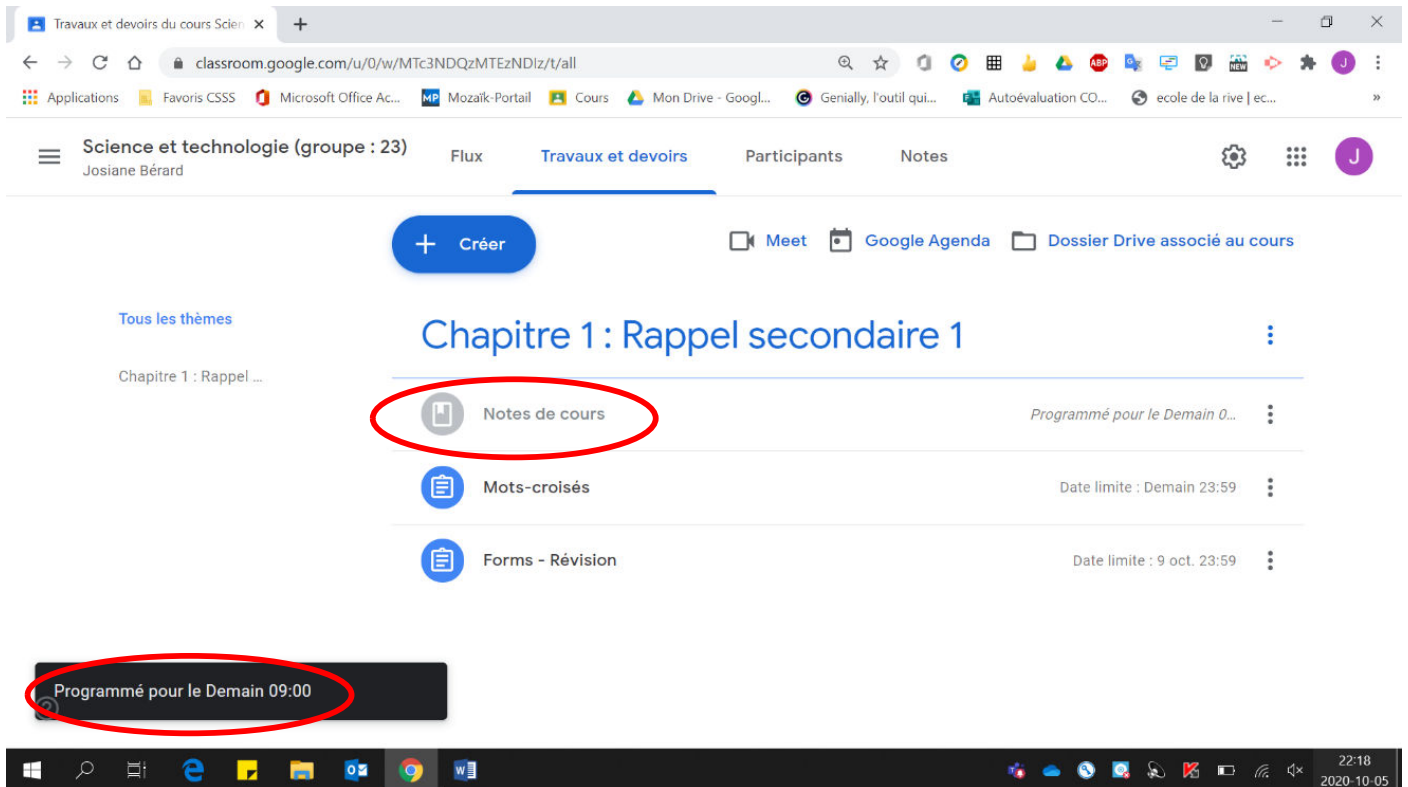 Travaux et devoirs du cours Scien
classroom.google.com/u/0/w/MTc3NDQzMTEzNDIz/t/all
Applications Favoris CSSS Microsoft Office Ac... MP Mozaïk-Portail Cours Mon Drive - Googl... Genially, l'outil qui... Autoévaluation CO... ecole de la rive | ec... »
Science et technologie (groupe : 23)
Josiane Bérard
Flux Travaux et devoirs Participants Notes
J
Créer
Meet Google Agenda Dossier Drive associé au cours
Tous les thèmes
Chapitre 1 : Rappel ...
Chapitre 1 : Rappel secondaire 1
Notes de cours Programmé pour le Demain 0...
Mots-croisés Date limite : Demain 23:59
Forms - Révision Date limite : 9 oct. 23:59
Programmé pour le Demain 09:00
22:18
2020-10-05